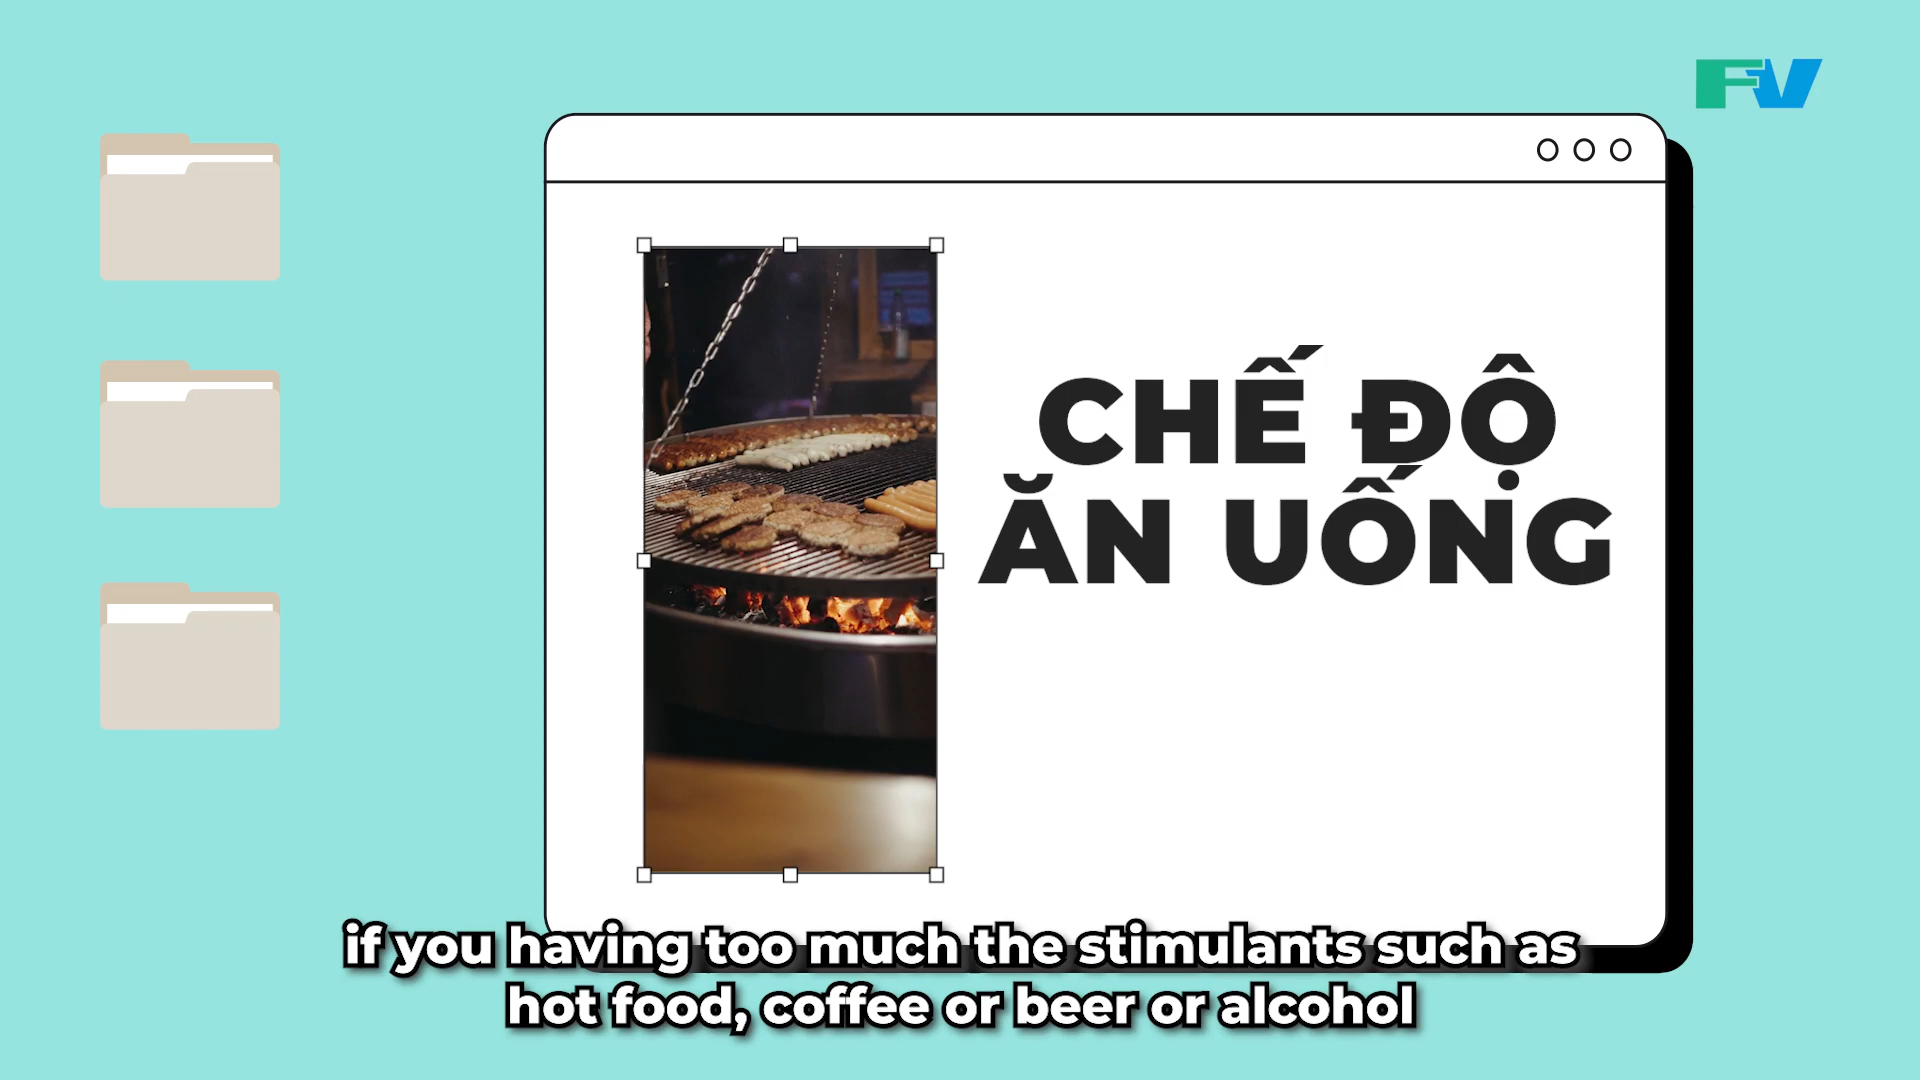 FV
CHẾ ĐỘ
ĂN UỐNG
if you having too much the stimulants such as
hot food, coffee or beer or alcohol